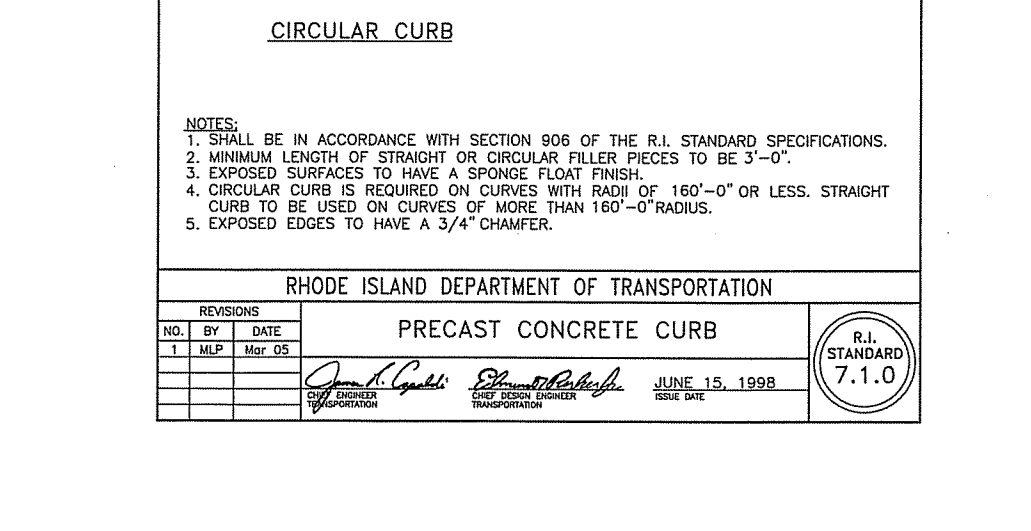 CIRCULAR CURB
NOTES:
1. SHALL BE IN ACCORDANCE WITH SECTION 906 OF THE R.I. STANDARD SPECIFICATIONS.
2. MINIMUM LENGTH OF STRAIGHT OR CIRCULAR FILLER PIECES TO BE 3'-0".
3. EXPOSED SURFACES TO HAVE A SPONGE FLOAT FINISH.
4. CIRCULAR CURB IS REQUIRED ON CURVES WITH RADII OF 160'-0" OR LESS. STRAIGHT
CURB TO BE USED ON CURVES OF MORE THAN 160'-0" RADIUS.
5. EXPOSED EDGES TO HAVE A 3/4" CHAMFER.
RHODE ISLAND DEPARTMENT OF TRANSPORTATION
REVISIONS
NO. BY DATE
1 MLP Mar 05
PRECAST CONCRETE CURB
James R. Capaldi
CHIEF ENGINEER
TRANSPORTATION
Edmund T. Parker Jr.
CHIEF DESIGN ENGINEER
TRANSPORTATION
JUNE 15, 1998
ISSUE DATE
R.I.
STANDARD
7.1.0